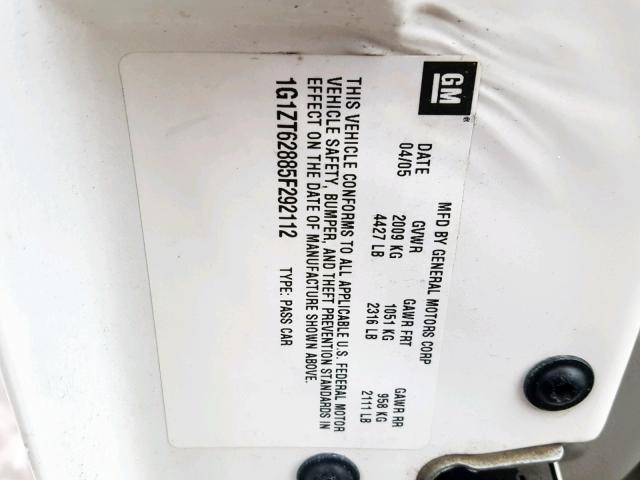 GM
®
MFD BY GENERAL MOTORS CORP
DATE GVWR GAWR FRT GAWR RR
04/05 2009 KG 1051 KG 958 KG
4427 LB 2316 LB 2111 LB
THIS VEHICLE CONFORMS TO ALL APPLICABLE U.S. FEDERAL MOTOR
VEHICLE SAFETY, BUMPER, AND THEFT PREVENTION STANDARDS IN
EFFECT ON THE DATE OF MANUFACTURE SHOWN ABOVE.
1G1ZT62885F292112 TYPE: PASS CAR